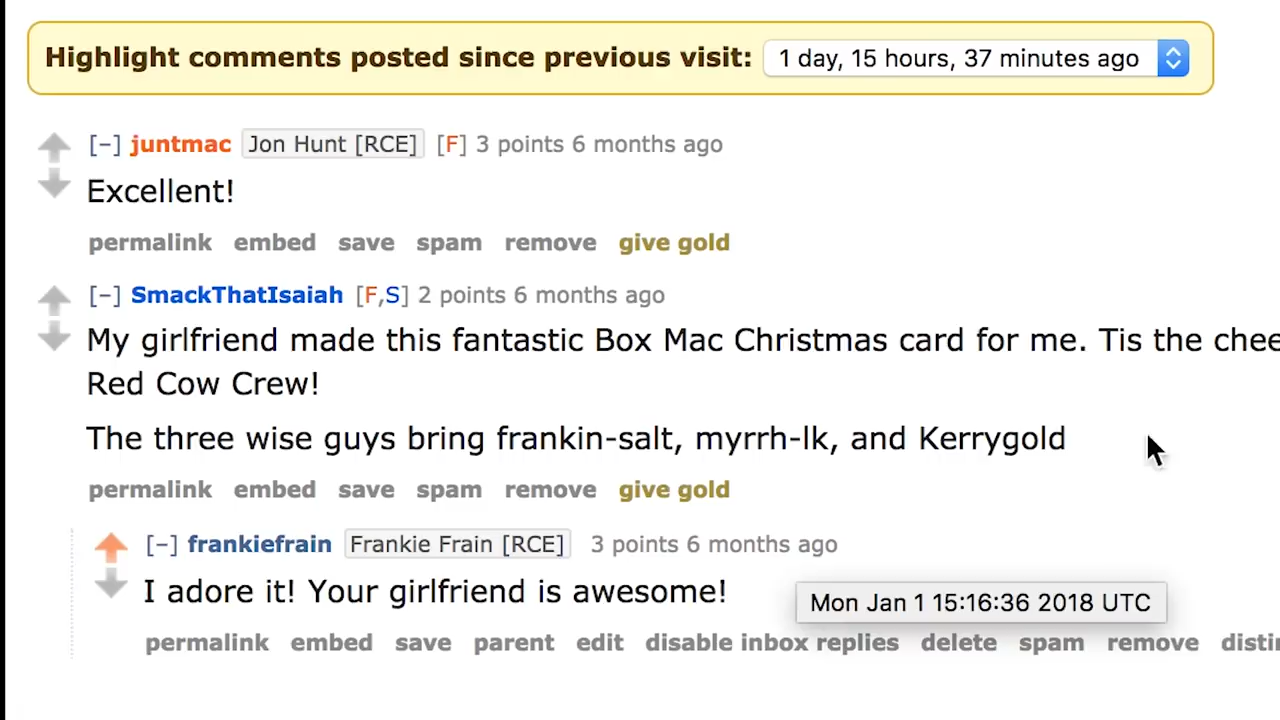 Highlight comments posted since previous visit: 1 day, 15 hours, 37 minutes ago
[–] juntmac Jon Hunt [RCE] [F] 3 points 6 months ago
Excellent!
permalink embed save spam remove give gold
[–] SmackThatIsaiah [F,S] 2 points 6 months ago
My girlfriend made this fantastic Box Mac Christmas card for me. Tis the
Red Cow Crew!
The three wise guys bring frankin-salt, myrrh-lk, and Kerrygold
permalink embed save spam remove give gold
[–] frankiefrain Frankie Frain [RCE] 3 points 6 months ago
I adore it! Your girlfriend is awesome!
Mon Jan 1 15:16:36 2018 UTC
permalink embed save parent edit disable inbox replies delete spam remove